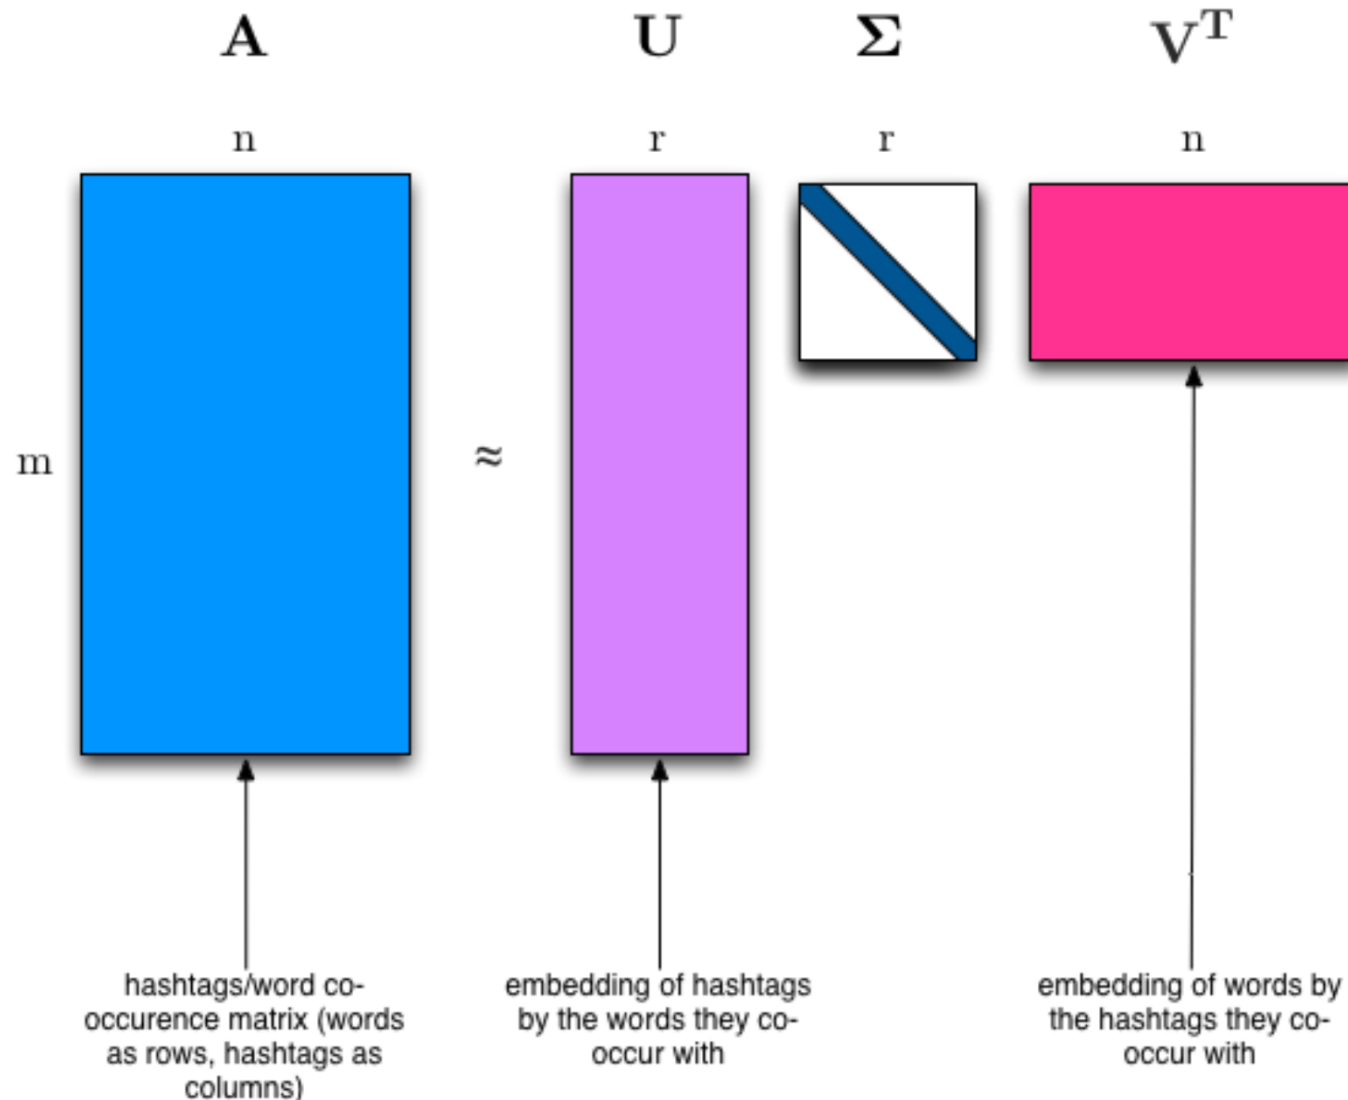 A U Σ V^T
n r r n
m ≈
hashtags/word co-
occurence matrix (words
as rows, hashtags as
columns)
embedding of hashtags
by the words they co-
occur with
embedding of words by
the hashtags they co-
occur with